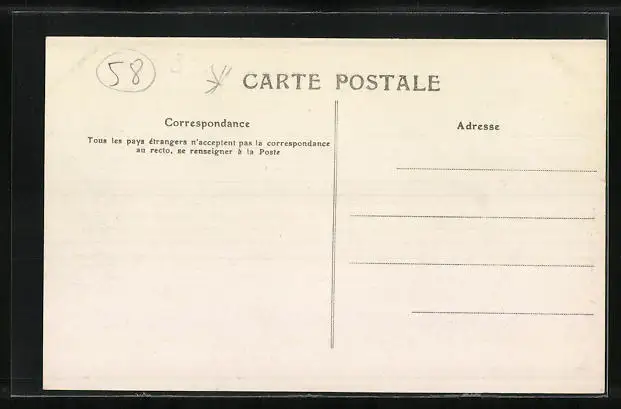 58
CARTE POSTALE
Correspondance
Tous les pays étrangers n'acceptent pas la correspondance
au recto, se renseigner à la Poste
Adresse